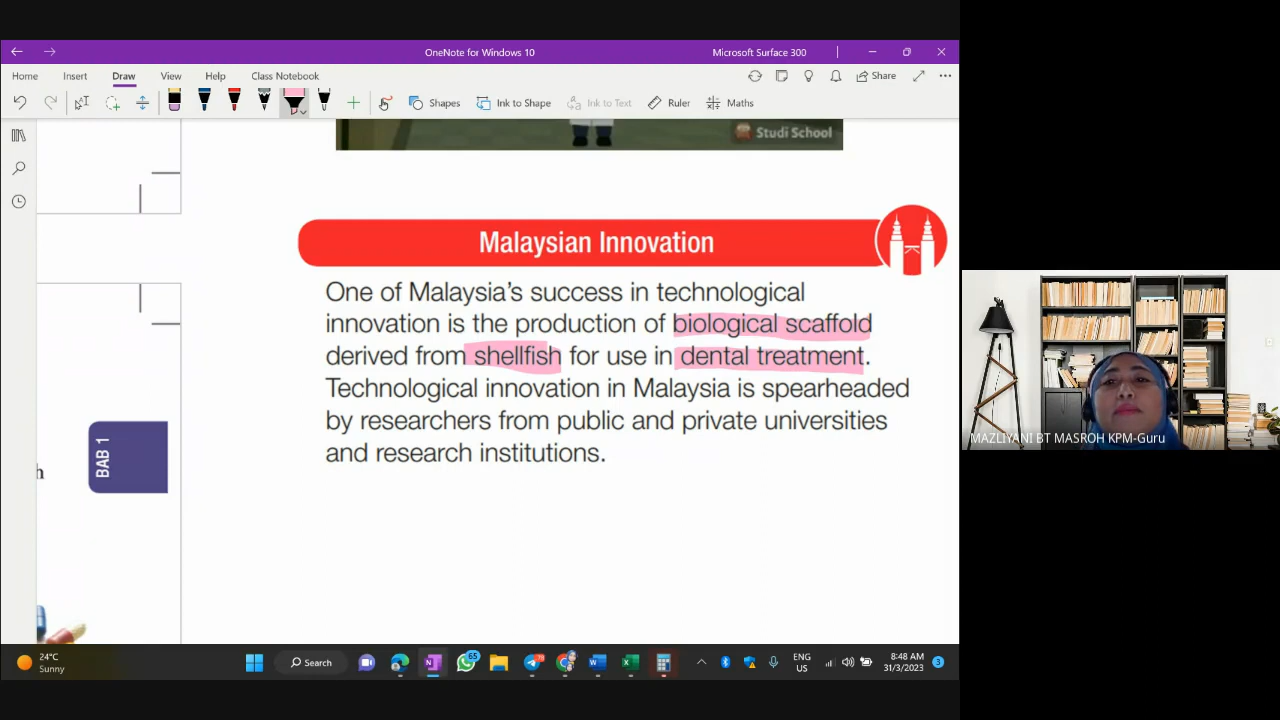 OneNote for Windows 10
Microsoft Surface 300
Home Insert Draw View Help Class Notebook
Share
Shapes Ink to Shape Ink to Text Ruler Maths
Studi School
Malaysian Innovation
One of Malaysia's success in technological
innovation is the production of biological scaffold
derived from shellfish for use in dental treatment.
Technological innovation in Malaysia is spearheaded
by researchers from public and private universities
and research institutions.
BAB 1
h
MAZLIYANI BT MASROH KPM-Guru
24°C
Sunny
Search
65
ENG
US
8:48 AM
31/3/2023
3